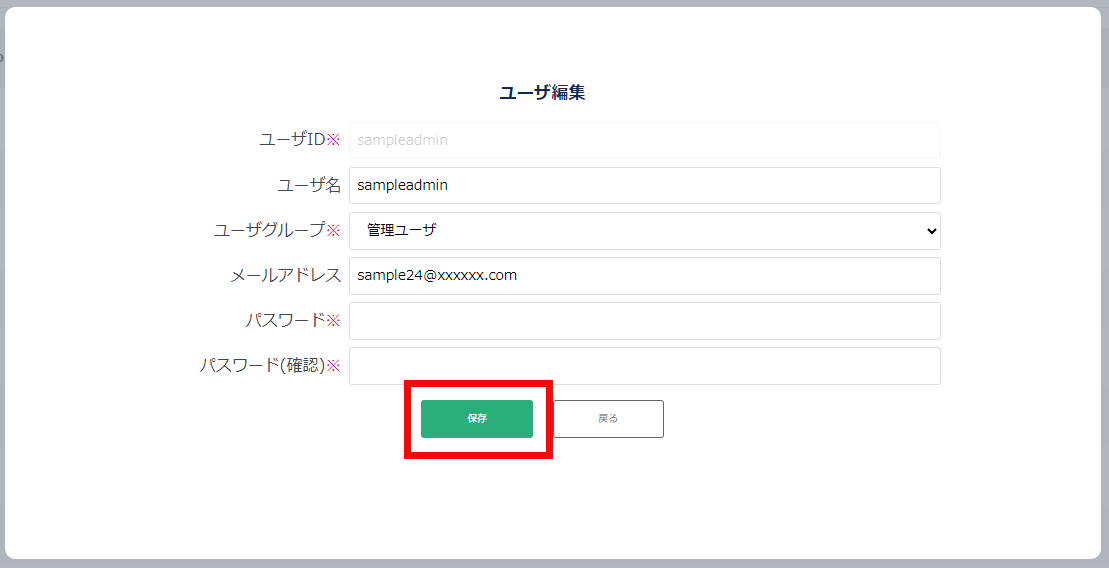 ユーザ編集
ユーザID※ sampleadmin
ユーザ名 sampleadmin
ユーザグループ※ 管理ユーザ
メールアドレス sample24@xxxxxx.com
パスワード※
パスワード(確認)※
保存 戻る